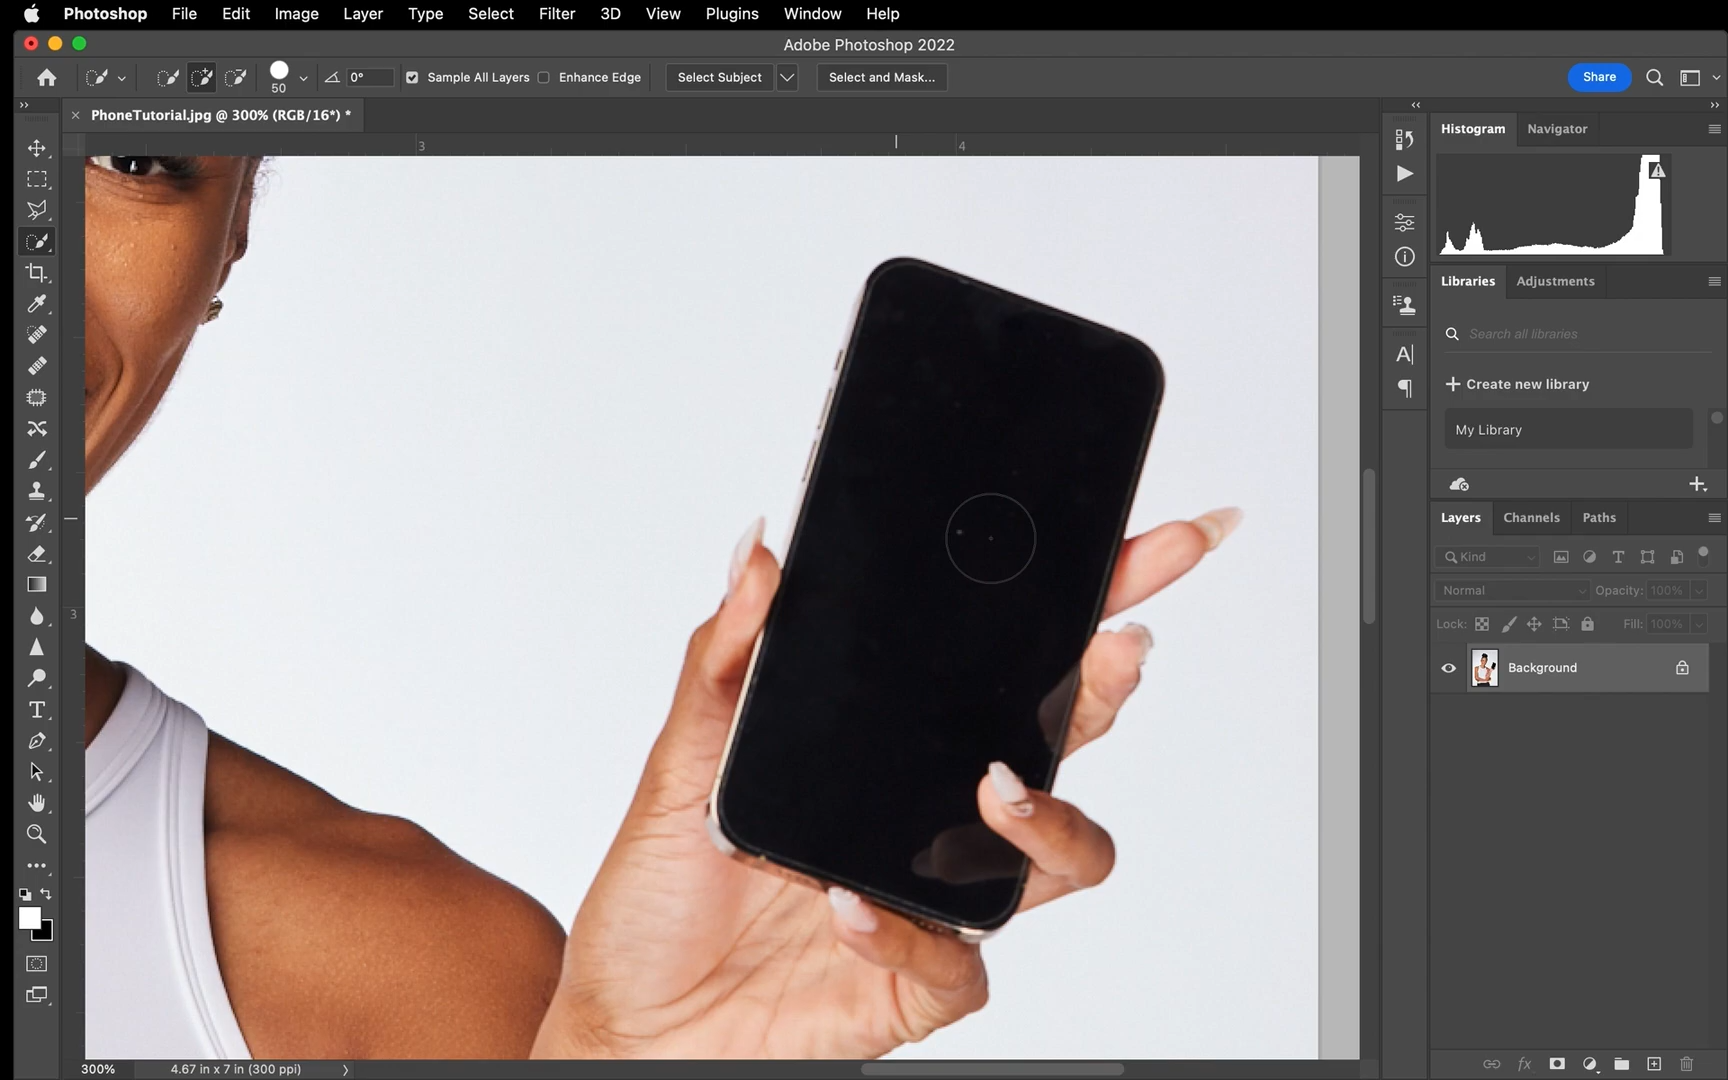 Photoshop File Edit Image Layer Type Select Filter 3D View Plugins Window Help
Adobe Photoshop 2022
50 0° Sample All Layers Enhance Edge Select Subject Select and Mask... Share
PhoneTutorial.jpg @ 300% (RGB/16*) *
3 4
3
Histogram Navigator
Libraries Adjustments
Search all libraries
Create new library
My Library
Layers Channels Paths
Kind
Normal Opacity: 100%
Lock: Fill: 100%
Background
300% 4.67 in x 7 in (300 ppi)
fx